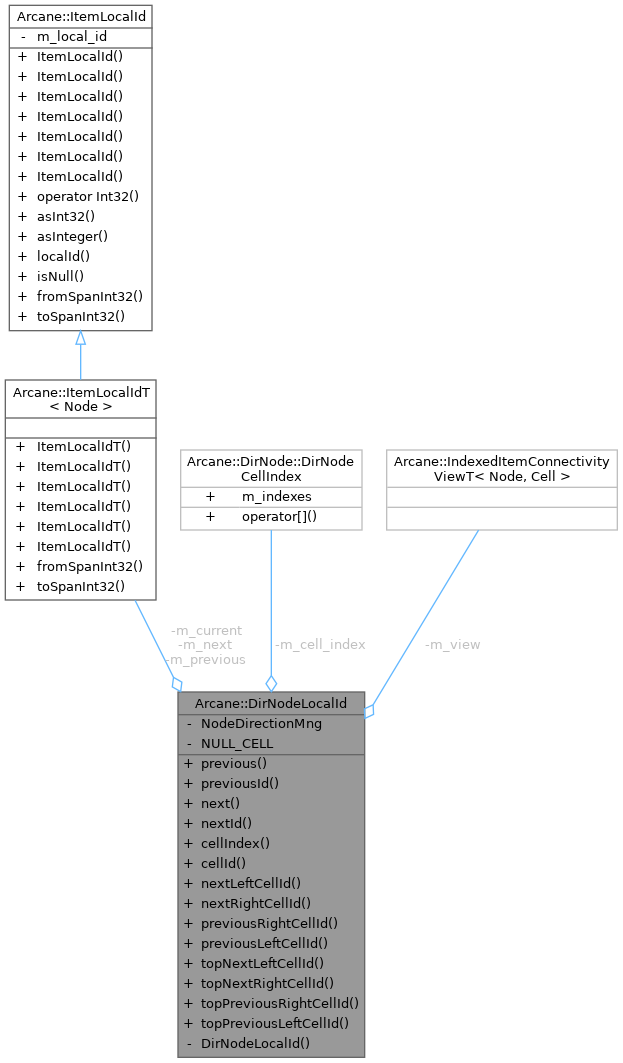 Arcane::ItemLocalId
- m_local_id
+ ItemLocalId()
+ ItemLocalId()
+ ItemLocalId()
+ ItemLocalId()
+ ItemLocalId()
+ ItemLocalId()
+ ItemLocalId()
+ operator Int32()
+ asInt32()
+ asInteger()
+ localId()
+ isNull()
+ fromSpanInt32()
+ toSpanInt32()
Arcane::ItemLocalIdT
< Node >
+ ItemLocalIdT()
+ ItemLocalIdT()
+ ItemLocalIdT()
+ ItemLocalIdT()
+ ItemLocalIdT()
+ ItemLocalIdT()
+ fromSpanInt32()
+ toSpanInt32()
Arcane::DirNode::DirNode
CellIndex
+ m_indexes
+ operator[]()
Arcane::IndexedItemConnectivity
ViewT< Node, Cell >
-m_current
-m_next
-m_previous
-m_cell_index
-m_view
Arcane::DirNodeLocalId
- NodeDirectionMng
- NULL_CELL
+ previous()
+ previousId()
+ next()
+ nextId()
+ cellIndex()
+ cellId()
+ nextLeftCellId()
+ nextRightCellId()
+ previousRightCellId()
+ previousLeftCellId()
+ topNextLeftCellId()
+ topNextRightCellId()
+ topPreviousRightCellId()
+ topPreviousLeftCellId()
- DirNodeLocalId()